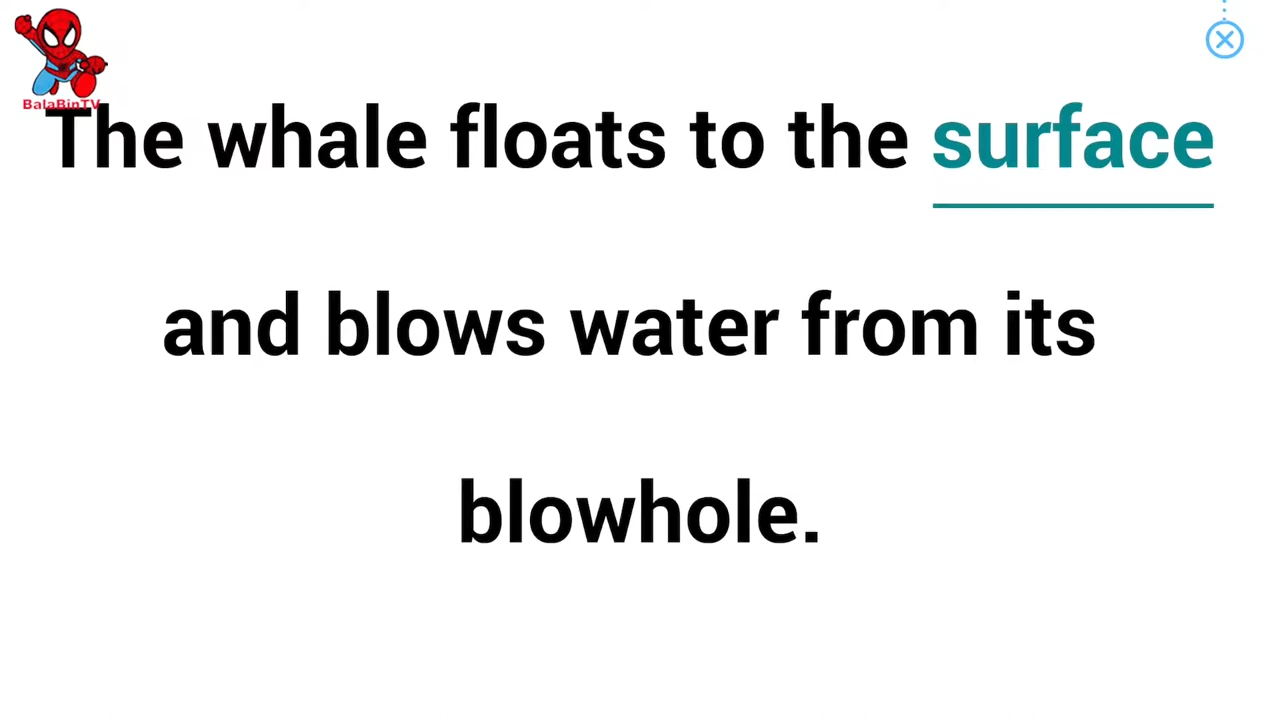 BalaBinTV
The whale floats to the surface
and blows water from its
blowhole.